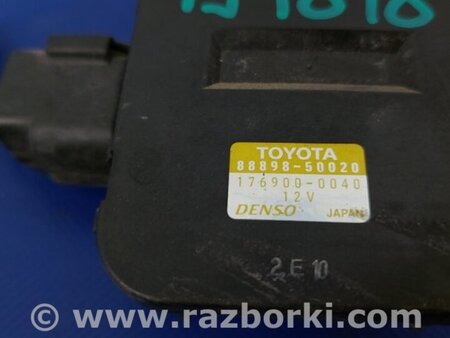 TOYOTA
88898-50020
176900-0040
12V
DENSO JAPAN
2E10
© www.razborki.com